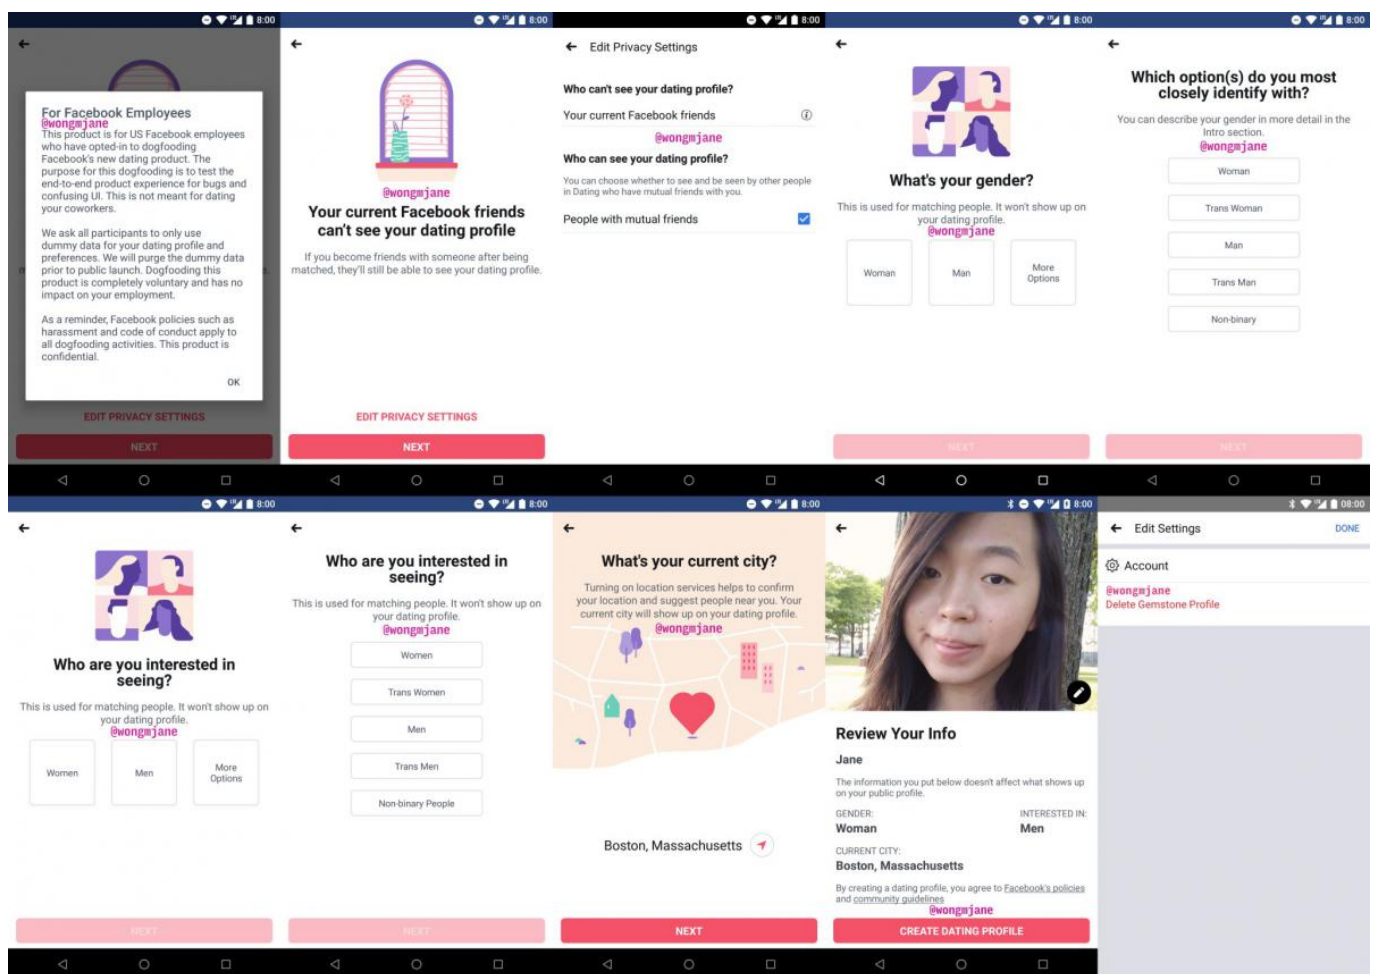 8:00
For Facebook Employees
@wongmjane
This product is for US Facebook employees
who have opted-in to dogfooding
Facebook's new dating product. The
purpose for this dogfooding is to test the
end-to-end product experience for bugs and
confusing UI. This is not meant for dating
your coworkers.
We ask all participants to only use
dummy data for your dating profile and
preferences. We will purge the dummy data
prior to public launch. Dogfooding this
product is completely voluntary and has no
impact on your employment.
As a reminder, Facebook policies such as
harassment and code of conduct apply to
all dogfooding activities. This product is
confidential.
OK
EDIT PRIVACY SETTINGS
NEXT
8:00
@wongmjane
Your current Facebook friends
can't see your dating profile
If you become friends with someone after being
matched, they'll still be able to see your dating profile.
EDIT PRIVACY SETTINGS
NEXT
8:00
Edit Privacy Settings
Who can't see your dating profile?
Your current Facebook friends
@wongmjane
Who can see your dating profile?
You can choose whether to see and be seen by other people
in Dating who have mutual friends with you.
People with mutual friends
8:00
What's your gender?
This is used for matching people. It won't show up on
your dating profile.
@wongmjane
Woman
Man
More
Options
NEXT
8:00
Which option(s) do you most
closely identify with?
You can describe your gender in more detail in the
Intro section.
@wongmjane
Woman
Trans Woman
Man
Trans Man
Non-binary
NEXT
8:00
Who are you interested in
seeing?
This is used for matching people. It won't show up on
your dating profile.
@wongmjane
Women
Men
More
Options
NEXT
8:00
Who are you interested in
seeing?
This is used for matching people. It won't show up on
your dating profile.
@wongmjane
Women
Trans Women
Men
Trans Men
Non-binary People
NEXT
8:00
What's your current city?
Turning on location services helps to confirm
your location and suggest people near you. Your
current city will show up on your dating profile.
@wongmjane
Boston, Massachusetts
NEXT
8:00
Review Your Info
Jane
The information you put below doesn't affect what shows up
on your public profile.
GENDER:
Woman
INTERESTED IN:
Men
CURRENT CITY:
Boston, Massachusetts
By creating a dating profile, you agree to Facebook's policies
and community guidelines
@wongmjane
CREATE DATING PROFILE
08:00
Edit Settings
DONE
Account
@wongmjane
Delete Gemstone Profile